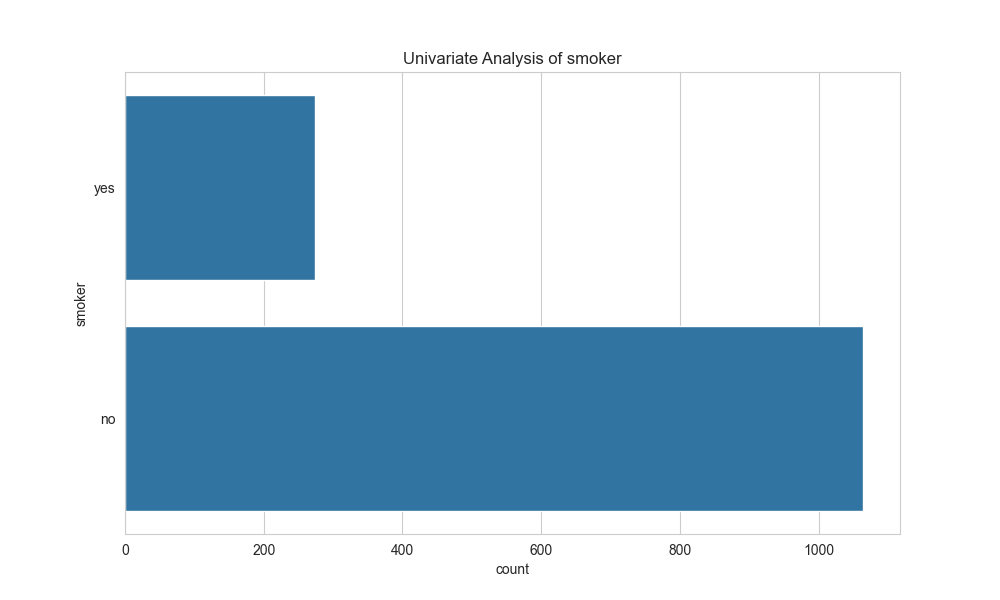 Univariate Analysis of smoker
yes
smoker
no
0 200 400 600 800 1000
count